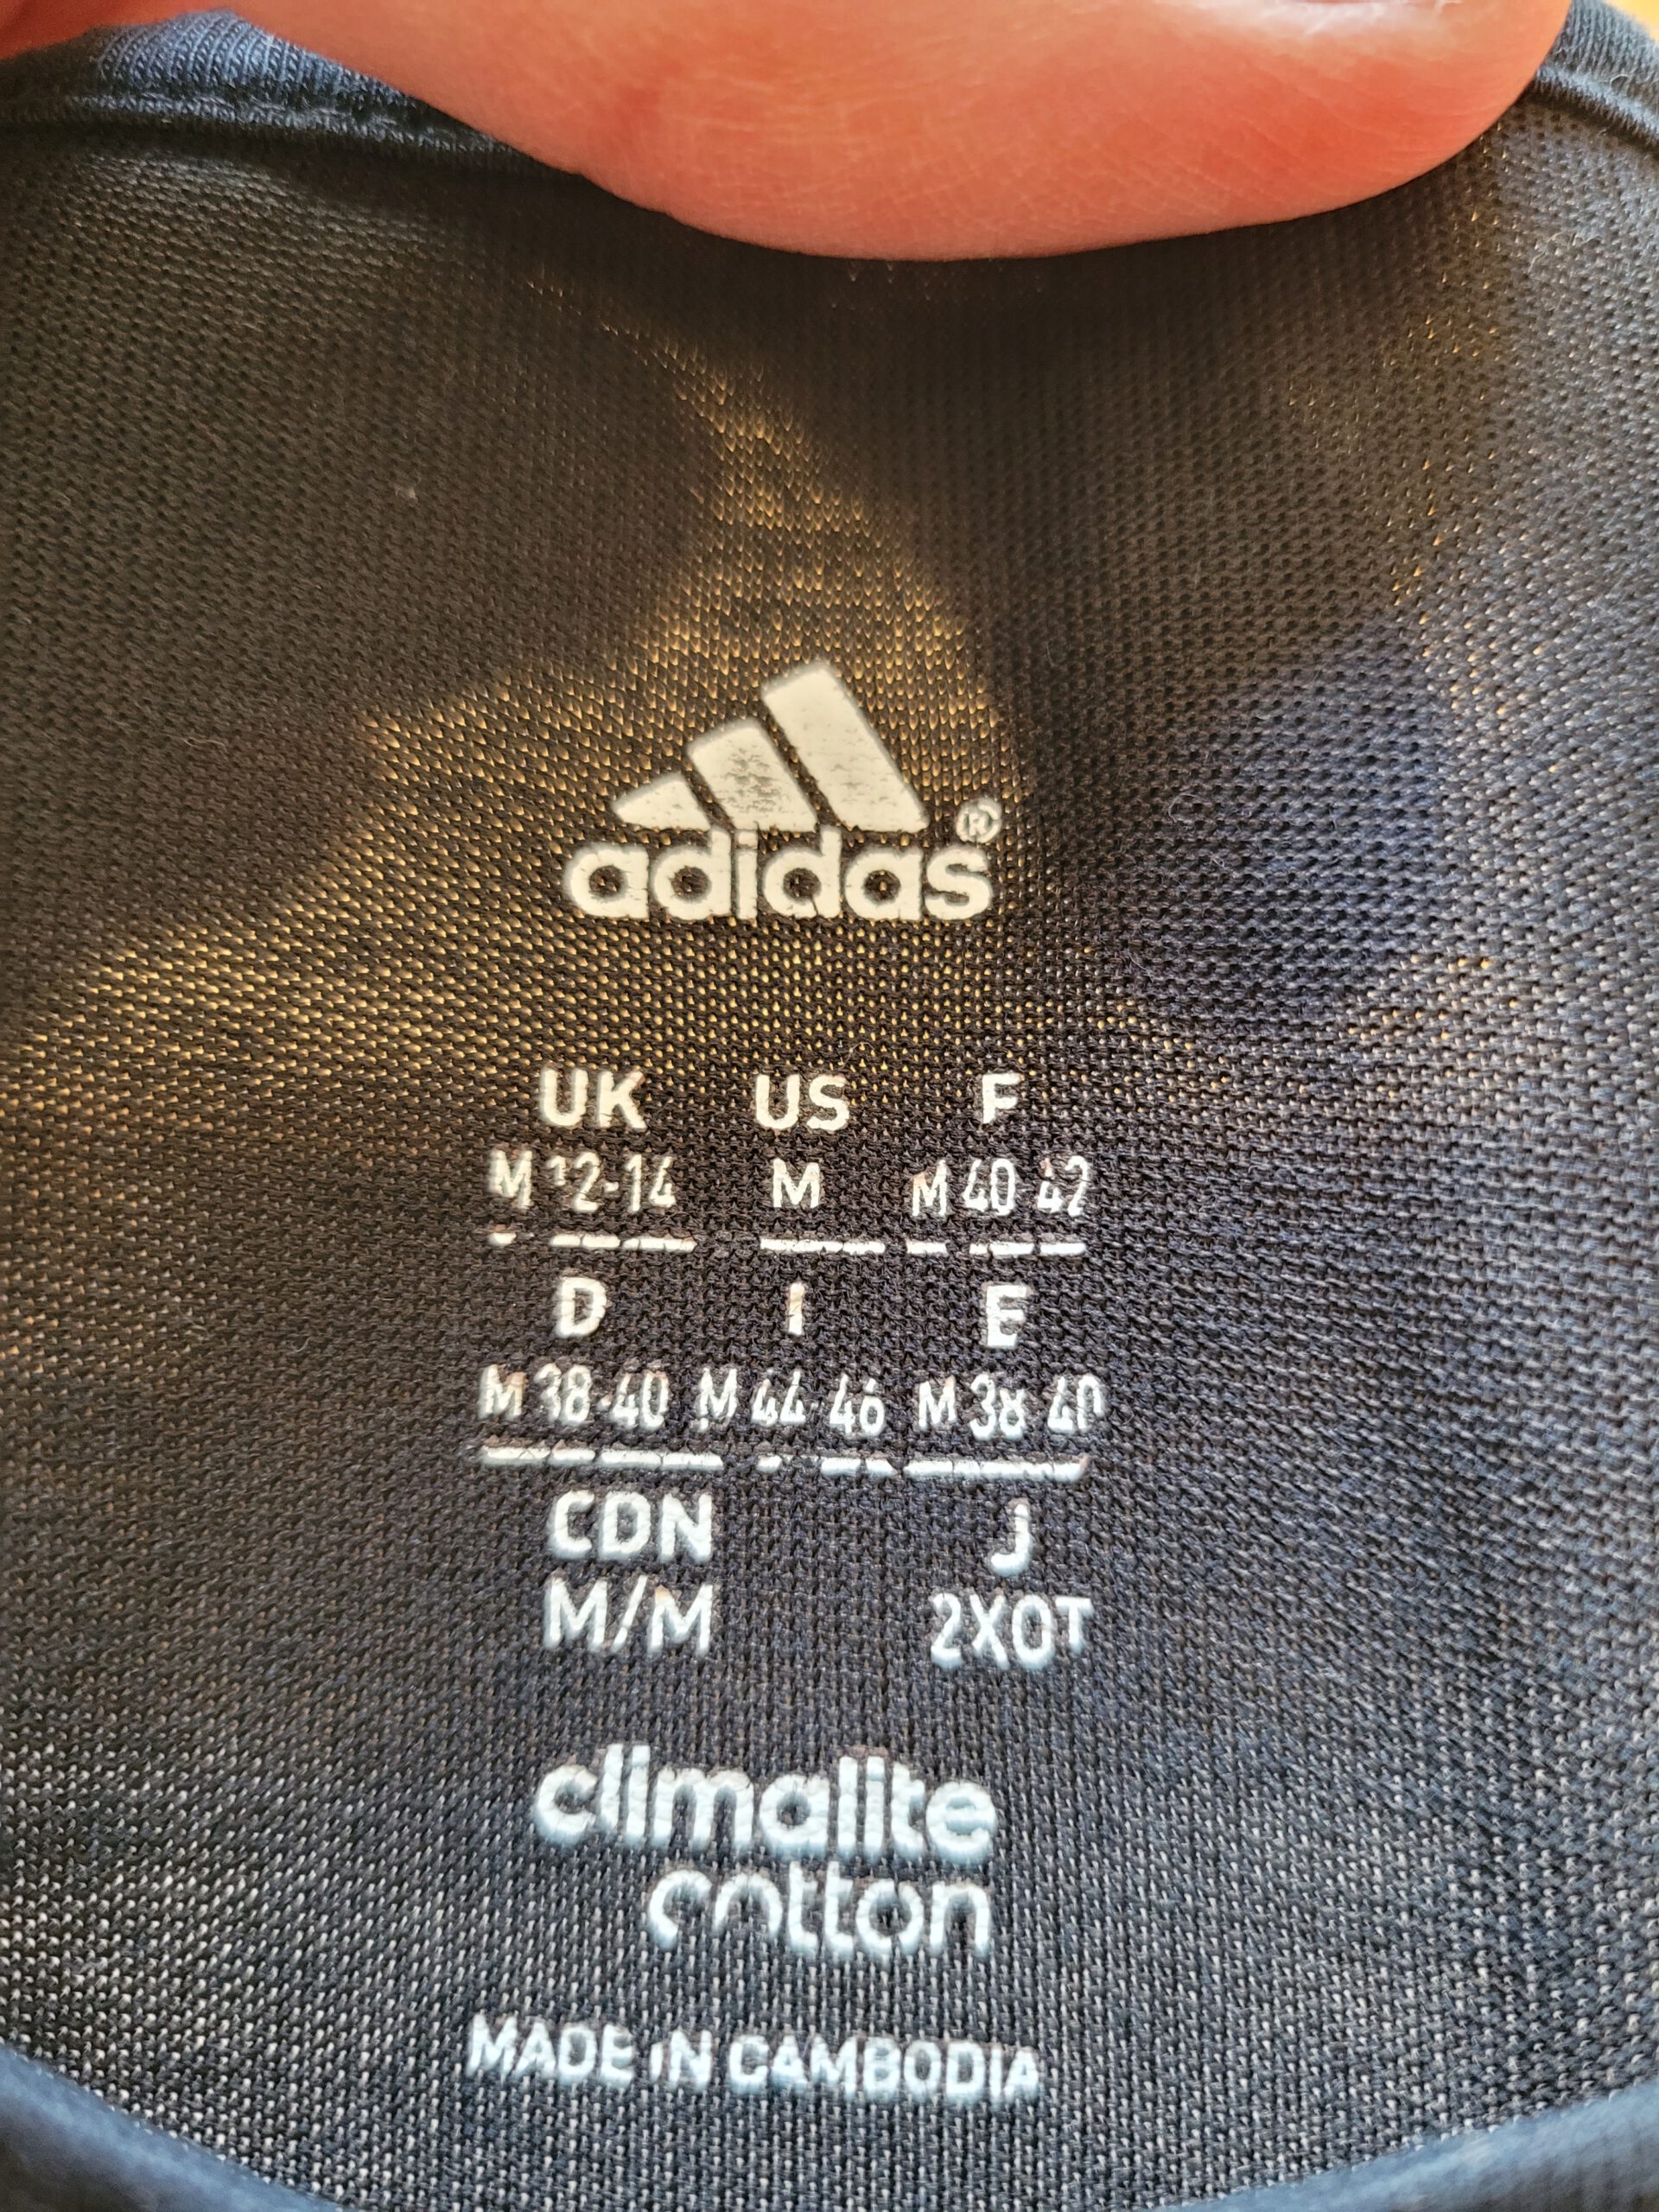 adidas®
UK US F
M 12-14 M M 40-42
D I E
M 38-40 M 44-46 M 38-40
CDN J
M/M 2XOT
climalite
cotton
MADE IN CAMBODIA